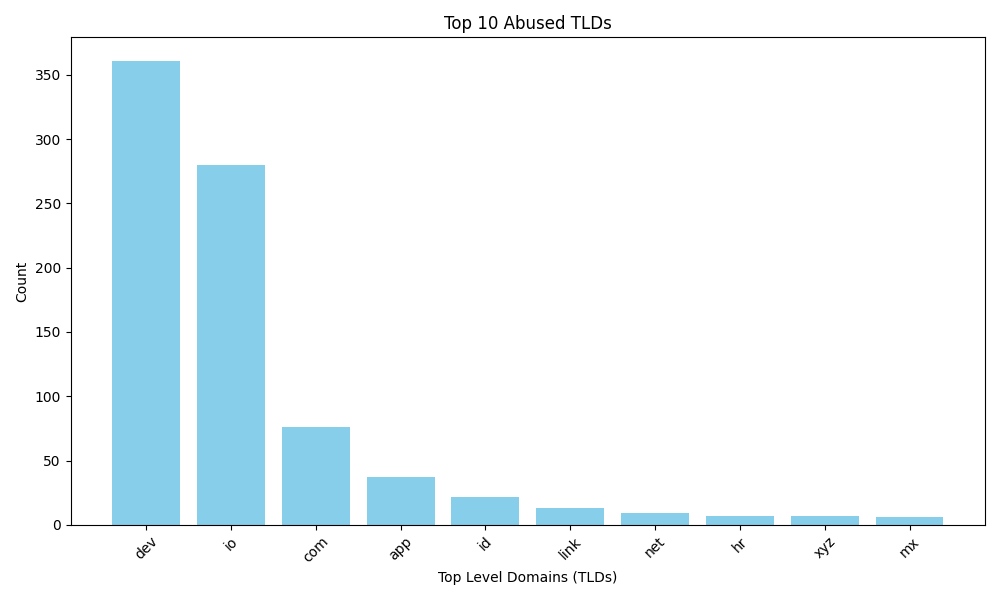 Top 10 Abused TLDs
Count
350
300
250
200
150
100
50
0
dev
io
com
app
id
link
net
hr
xyz
mx
Top Level Domains (TLDs)